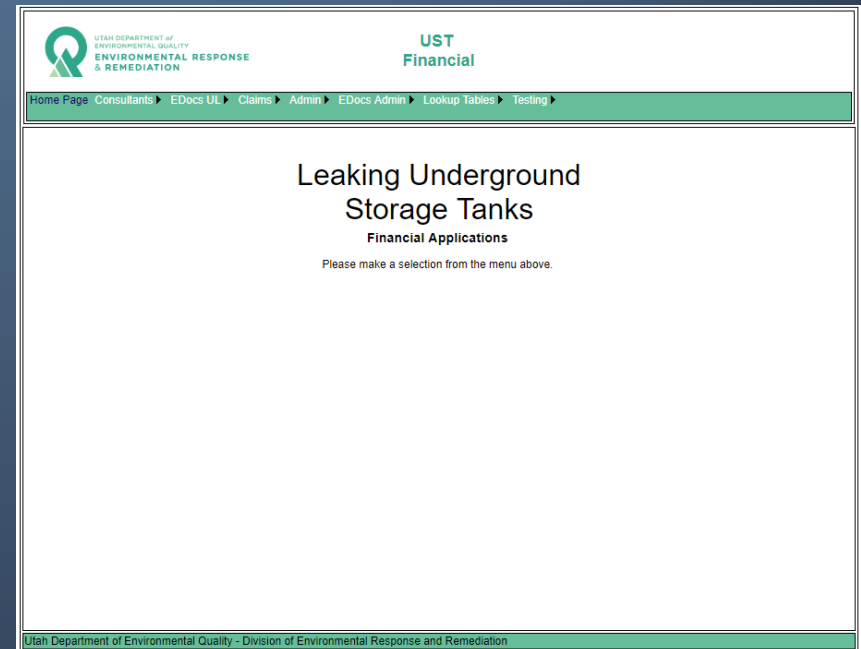 UTAH DEPARTMENT of
ENVIRONMENTAL QUALITY
ENVIRONMENTAL RESPONSE
& REMEDIATION
UST
Financial
Home Page Consultants EDocs UL Claims Admin EDocs Admin Lookup Tables Testing
Leaking Underground
Storage Tanks
Financial Applications
Please make a selection from the menu above.
Utah Department of Environmental Quality - Division of Environmental Response and Remediation